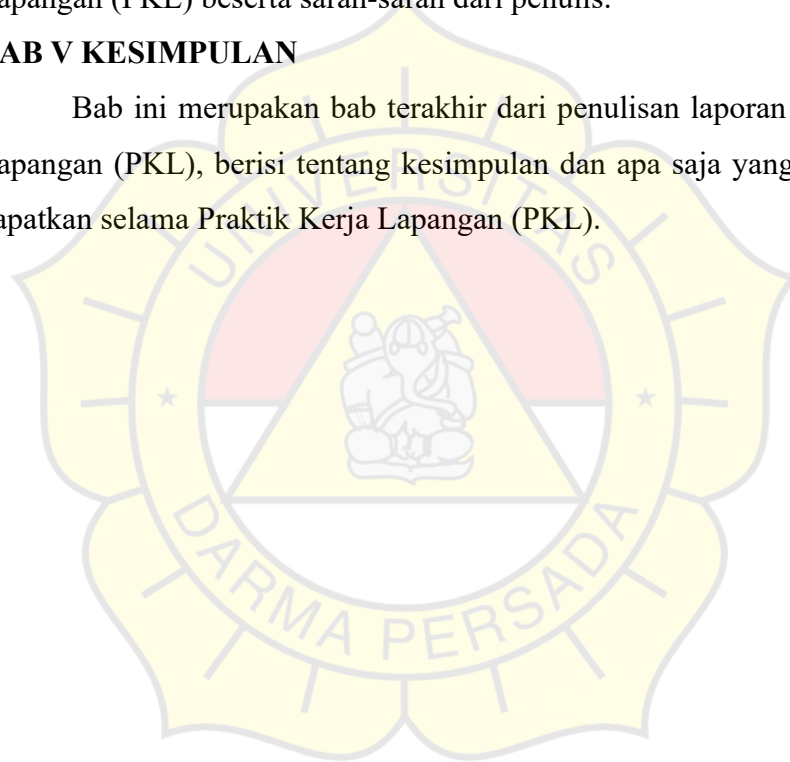 apangan (PKL) beserta saran-saran dari penulis.
AB V KESIMPULAN
Bab ini merupakan bab terakhir dari penulisan laporan
apangan (PKL), berisi tentang kesimpulan dan apa saja yang
apatkan selama Praktik Kerja Lapangan (PKL).
UNIVERSITAS
DARMA PERSADA